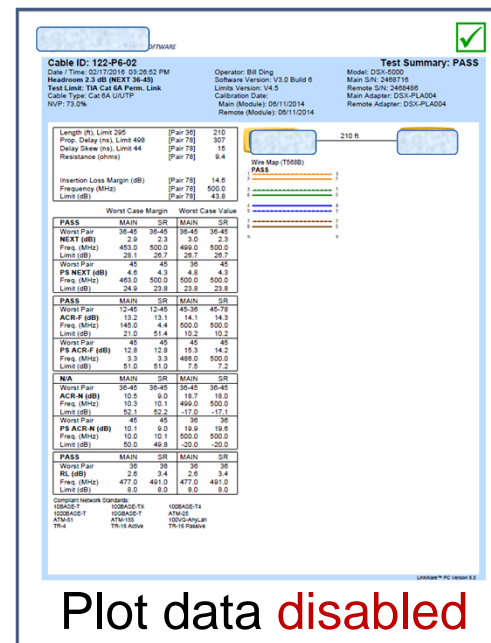 SOFTWARE
Cable ID: 122-P6-02
Test Summary: PASS
Date / Time: 02/17/2016 03:26:52 PM
Headroom 2.3 dB (NEXT 36-45)
Test Limit: TIA Cat 6A Perm. Link
Cable Type: Cat 6A U/UTP
NVP: 73.0%
Operator: Bill Ding
Software Version: V3.0 Build 6
Limits Version: V4.5
Calibration Date:
Main (Module): 06/11/2014
Remote (Module): 06/11/2014
Model: DSX-5000
Main S/N: 2468716
Remote S/N: 2468486
Main Adapter: DSX-PLA004
Remote Adapter: DSX-PLA004
Length (ft), Limit 295 [Pair 36] 210
Prop. Delay (ns), Limit 498 [Pair 78] 307
Delay Skew (ns), Limit 44 [Pair 78] 15
Resistance (ohms) [Pair 78] 9.4
Insertion Loss Margin (dB) [Pair 78] 14.6
Frequency (MHz) [Pair 78] 500.0
Limit (dB) [Pair 78] 43.8
210 ft
Wire Map (T568B)
PASS
Worst Case Margin Worst Case Value
PASS MAIN SR MAIN SR
Worst Pair 36-45 36-45 36-45 36-45
NEXT (dB) 2.9 2.3 3.0 2.3
Freq. (MHz) 453.0 500.0 499.0 500.0
Limit (dB) 28.1 26.7 26.7 26.7
Worst Pair 45 45 36 45
PS NEXT (dB) 4.6 4.3 4.8 4.3
Freq. (MHz) 463.0 500.0 500.0 500.0
Limit (dB) 24.9 23.8 23.8 23.8
PASS MAIN SR MAIN SR
Worst Pair 12-45 12-45 45-36 45-78
ACR-F (dB) 13.2 13.1 14.1 14.3
Freq. (MHz) 145.0 4.4 500.0 500.0
Limit (dB) 21.0 51.4 10.2 10.2
Worst Pair 45 45 45 45
PS ACR-F (dB) 12.8 12.8 15.3 14.2
Freq. (MHz) 3.3 3.3 486.0 500.0
Limit (dB) 51.0 51.0 7.5 7.2
N/A MAIN SR MAIN SR
Worst Pair 36-45 36-45 36-45 36-45
ACR-N (dB) 10.5 9.0 18.7 18.0
Freq. (MHz) 10.3 10.1 499.0 500.0
Limit (dB) 52.1 52.2 -17.0 -17.1
Worst Pair 45 45 36 36
PS ACR-N (dB) 10.1 9.0 19.9 19.6
Freq. (MHz) 10.0 10.1 500.0 500.0
Limit (dB) 50.0 49.8 -20.0 -20.0
PASS MAIN SR MAIN SR
Worst Pair 36 36 36 36
RL (dB) 2.6 3.4 2.6 3.4
Freq. (MHz) 477.0 491.0 477.0 491.0
Limit (dB) 8.0 8.0 8.0 8.0
Compliant Network Standards:
10BASE-T 100BASE-TX 100BASE-T4
1000BASE-T 10GBASE-T ATM-25
ATM-51 ATM-155 100VG-AnyLan
TR-4 TR-16 Active TR-16 Passive
Plot data disabled